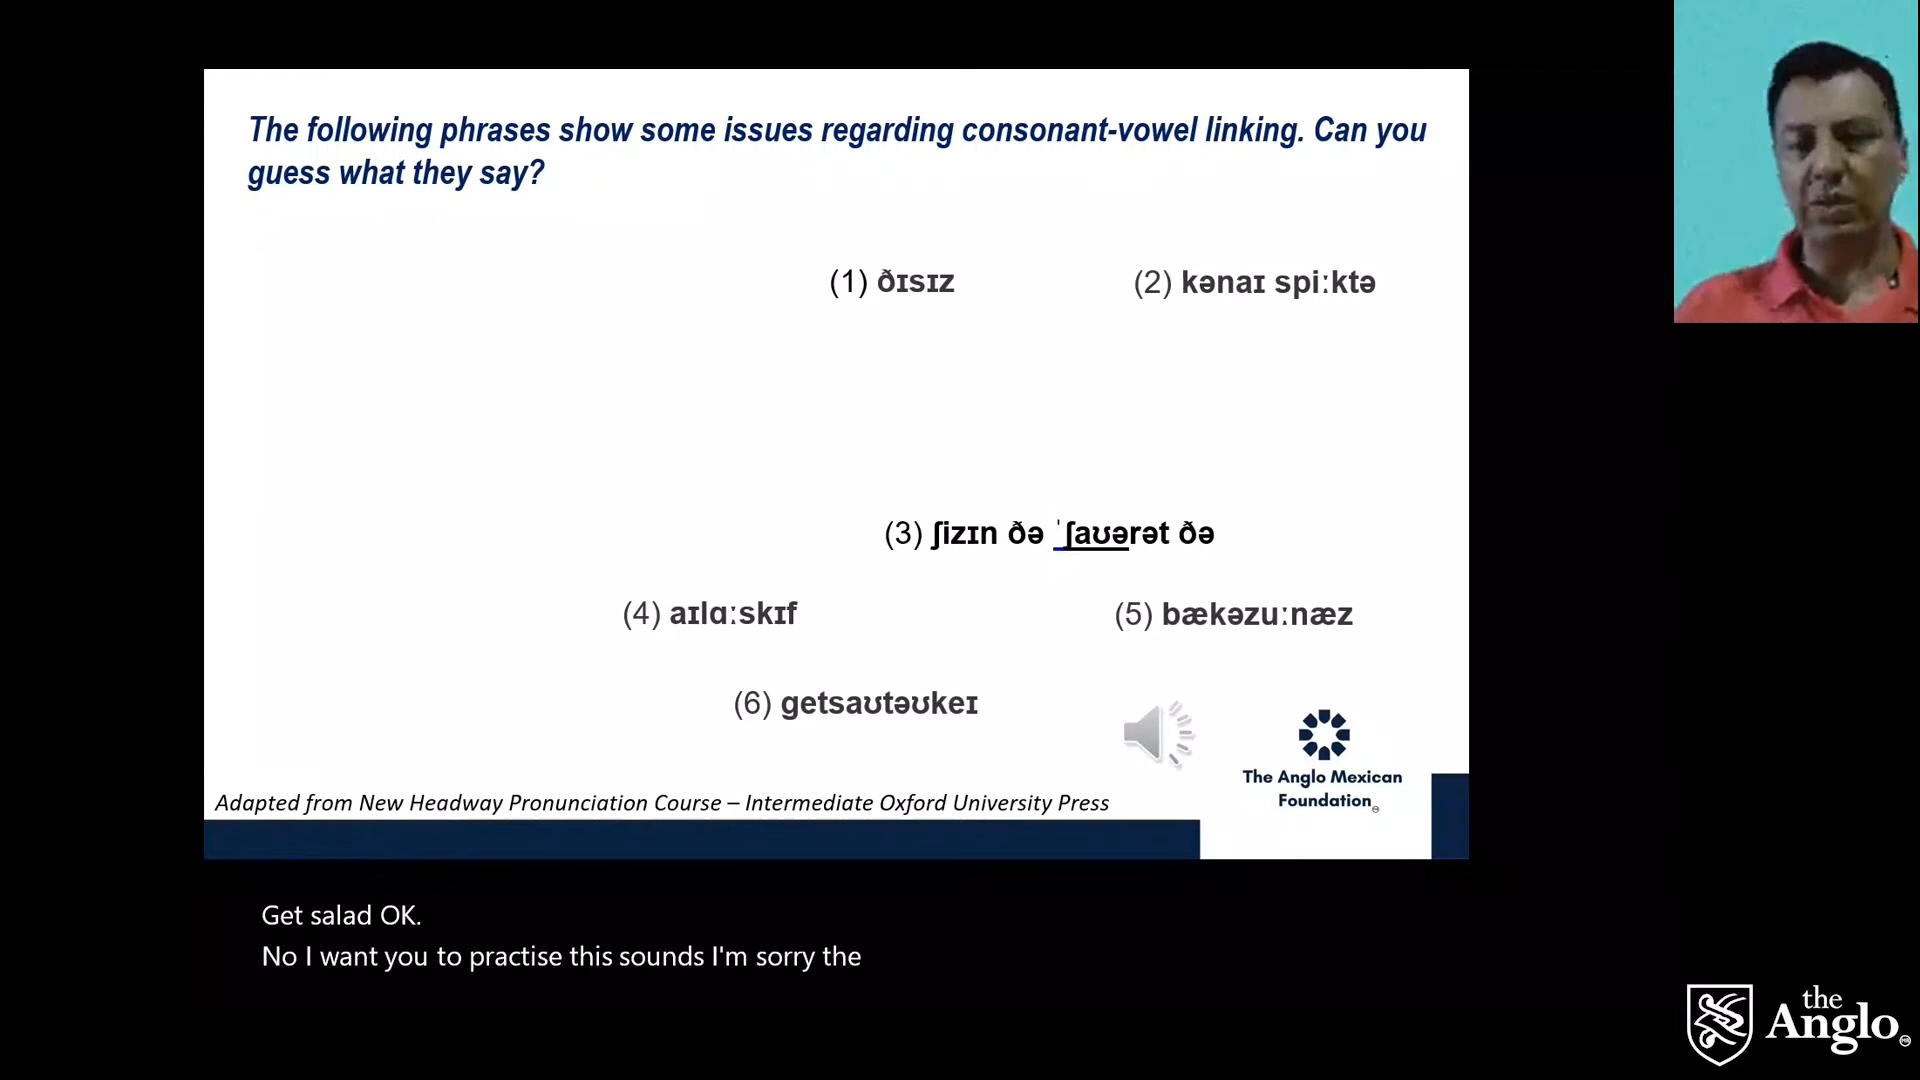 The following phrases show some issues regarding consonant-vowel linking. Can you
guess what they say?
(1) ðɪsɪz
(2) kənaɪ spiːktə
(3) ʃizɪn ðə ˈʃaʊərət ðə
(4) aɪlɑːskɪf
(5) bækəzuːnæz
(6) getsaʊtəʊkeɪ
The Anglo Mexican
Foundation
Adapted from New Headway Pronunciation Course – Intermediate Oxford University Press
Get salad OK.
No I want you to practise this sounds I'm sorry the
the
Anglo